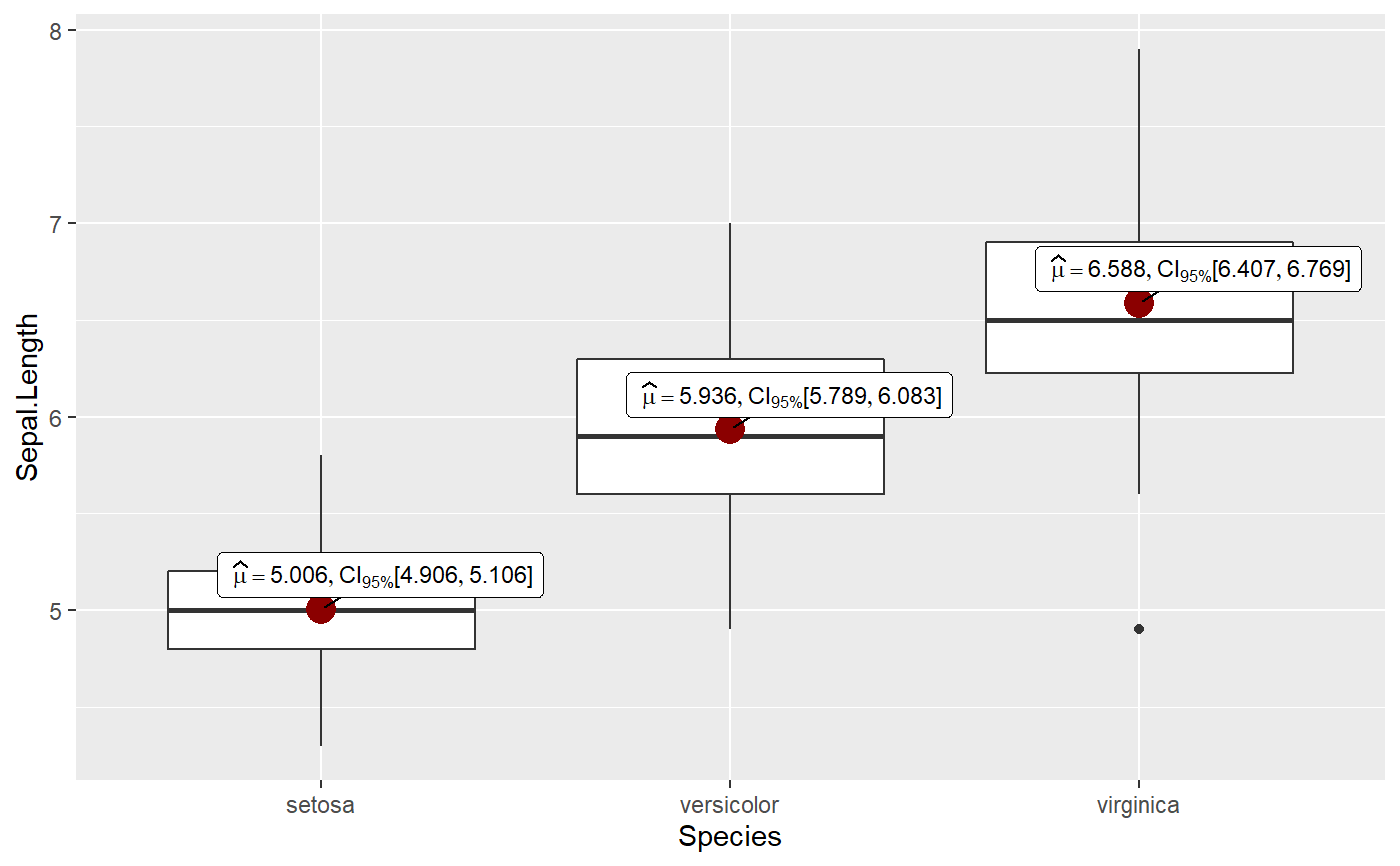 8
7
6
5
Sepal.Length
μ̂ = 6.588, CI95%[6.407, 6.769]
μ̂ = 5.936, CI95%[5.789, 6.083]
μ̂ = 5.006, CI95%[4.906, 5.106]
setosa
versicolor
virginica
Species